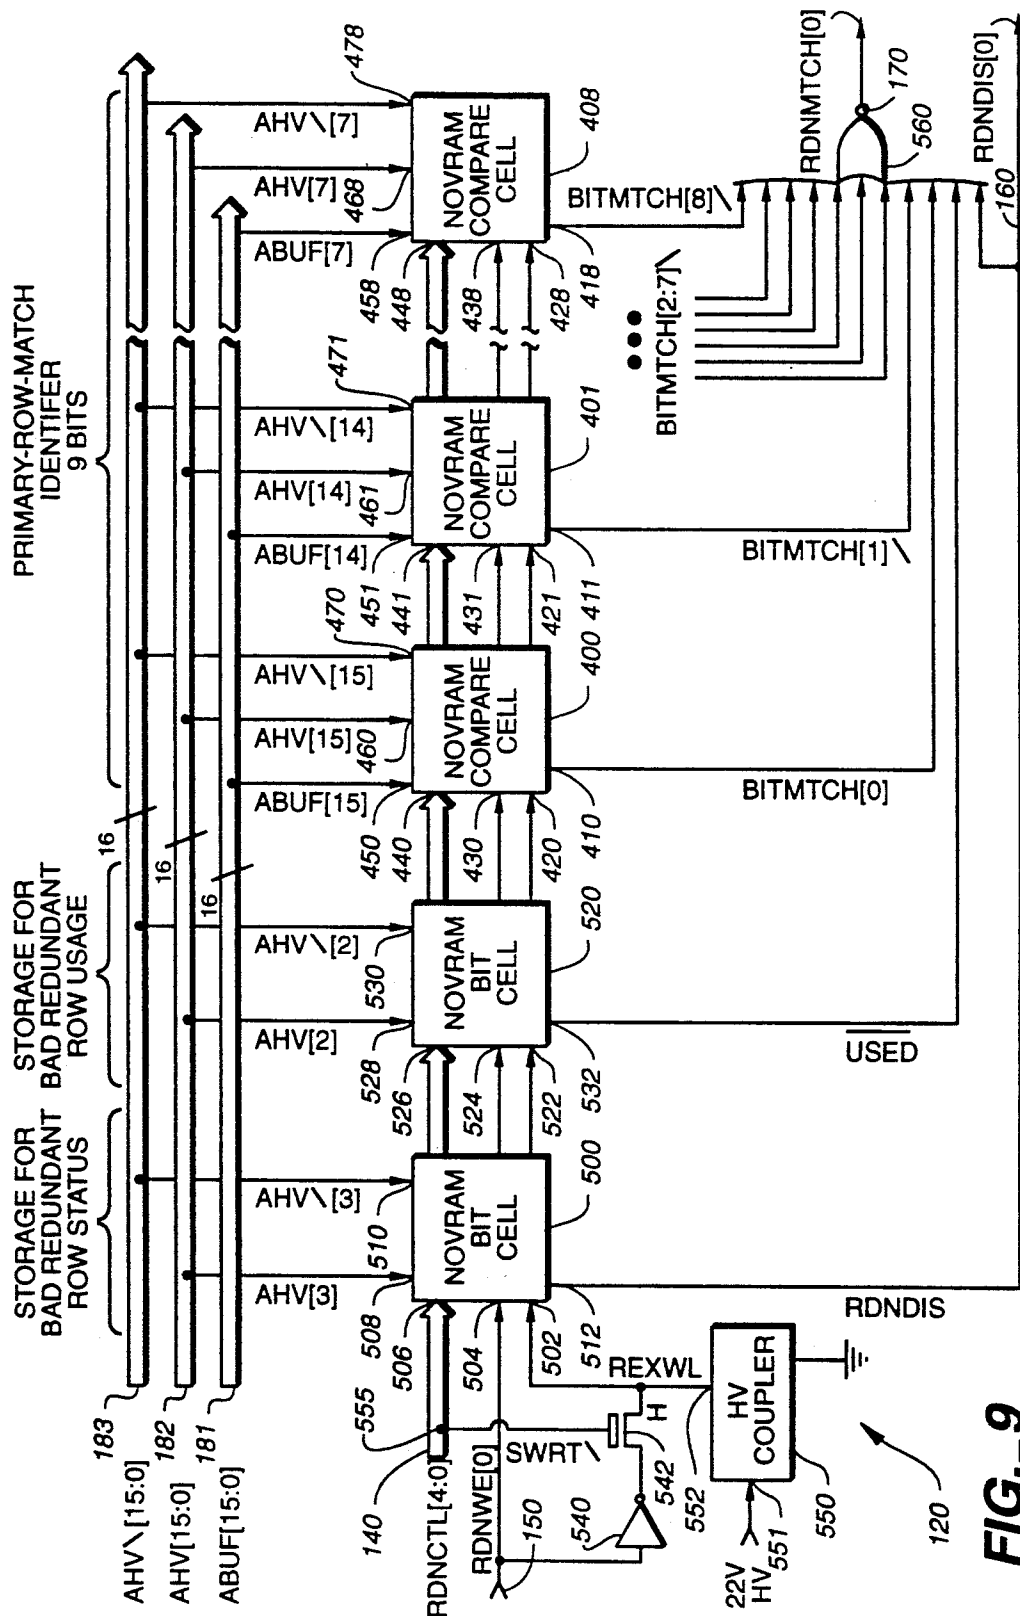 STORAGE FOR
BAD REDUNDANT
ROW STATUS
STORAGE FOR
BAD REDUNDANT
ROW USAGE
PRIMARY-ROW-MATCH
IDENTIFER
9 BITS
183
AHV\[15:0]
182
AHV[15:0]
181
ABUF[15:0]
16
16
16
AHV[3]
AHV\[3]
AHV[2]
AHV\[2]
ABUF[15]
AHV[15]
AHV\[15]
ABUF[14]
AHV[14]
AHV\[14]
ABUF[7]
AHV[7]
AHV\[7]
508
510
528
530
450
460
470
451
461
471
458
468
478
140
555
506
504
502
526
524
522
440
430
420
441
431
421
448
438
428
RDNCTL[4:0]
RDNWE[0]
150
NOVRAM
BIT
CELL
500
NOVRAM
BIT
CELL
520
NOVRAM
COMPARE
CELL
400
NOVRAM
COMPARE
CELL
401
NOVRAM
COMPARE
CELL
408
512
532
410
411
418
SWRT\
REXWL
H
540
542
552
22V
HV
551
HV
COUPLER
550
RDNDIS
USED
BITMTCH[0]
BITMTCH[1]\
BITMTCH[2:7]\
BITMTCH[8]\
RDNMTCH[0]
170
560
RDNDIS[0]
160
120
FIG._9